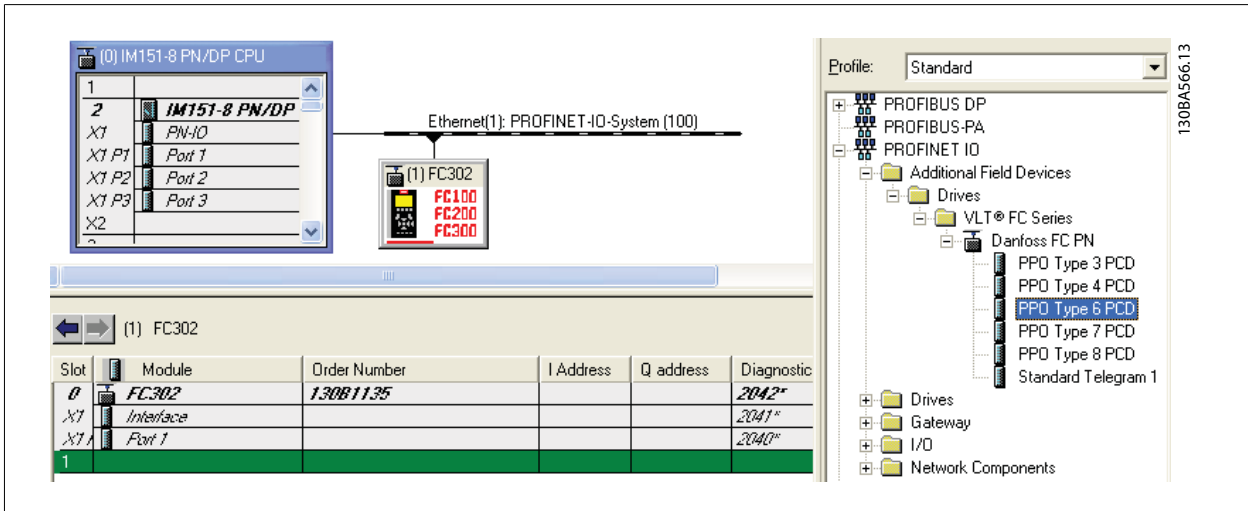 (0) IM151-8 PN/DP CPU
1
2 IM151-8 PN/DP
X1 PN-IO
X1 P1 Port 1
X1 P2 Port 2
X1 P3 Port 3
X2
Ethernet(1): PROFINET-IO-System (100)
(1) FC302
FC100
FC200
FC300
Profile: Standard
PROFIBUS DP
PROFIBUS-PA
PROFINET IO
Additional Field Devices
Drives
VLT® FC Series
Danfoss FC PN
PPO Type 3 PCD
PPO Type 4 PCD
PPO Type 6 PCD
PPO Type 7 PCD
PPO Type 8 PCD
Standard Telegram 1
Drives
Gateway
I/O
Network Components
130BA566.13
(1) FC302
Slot Module Order Number I Address Q address Diagnostic
0 FC302 130B1135 2042*
X1 Interface 2041*
X1 Port 1 2040*
1